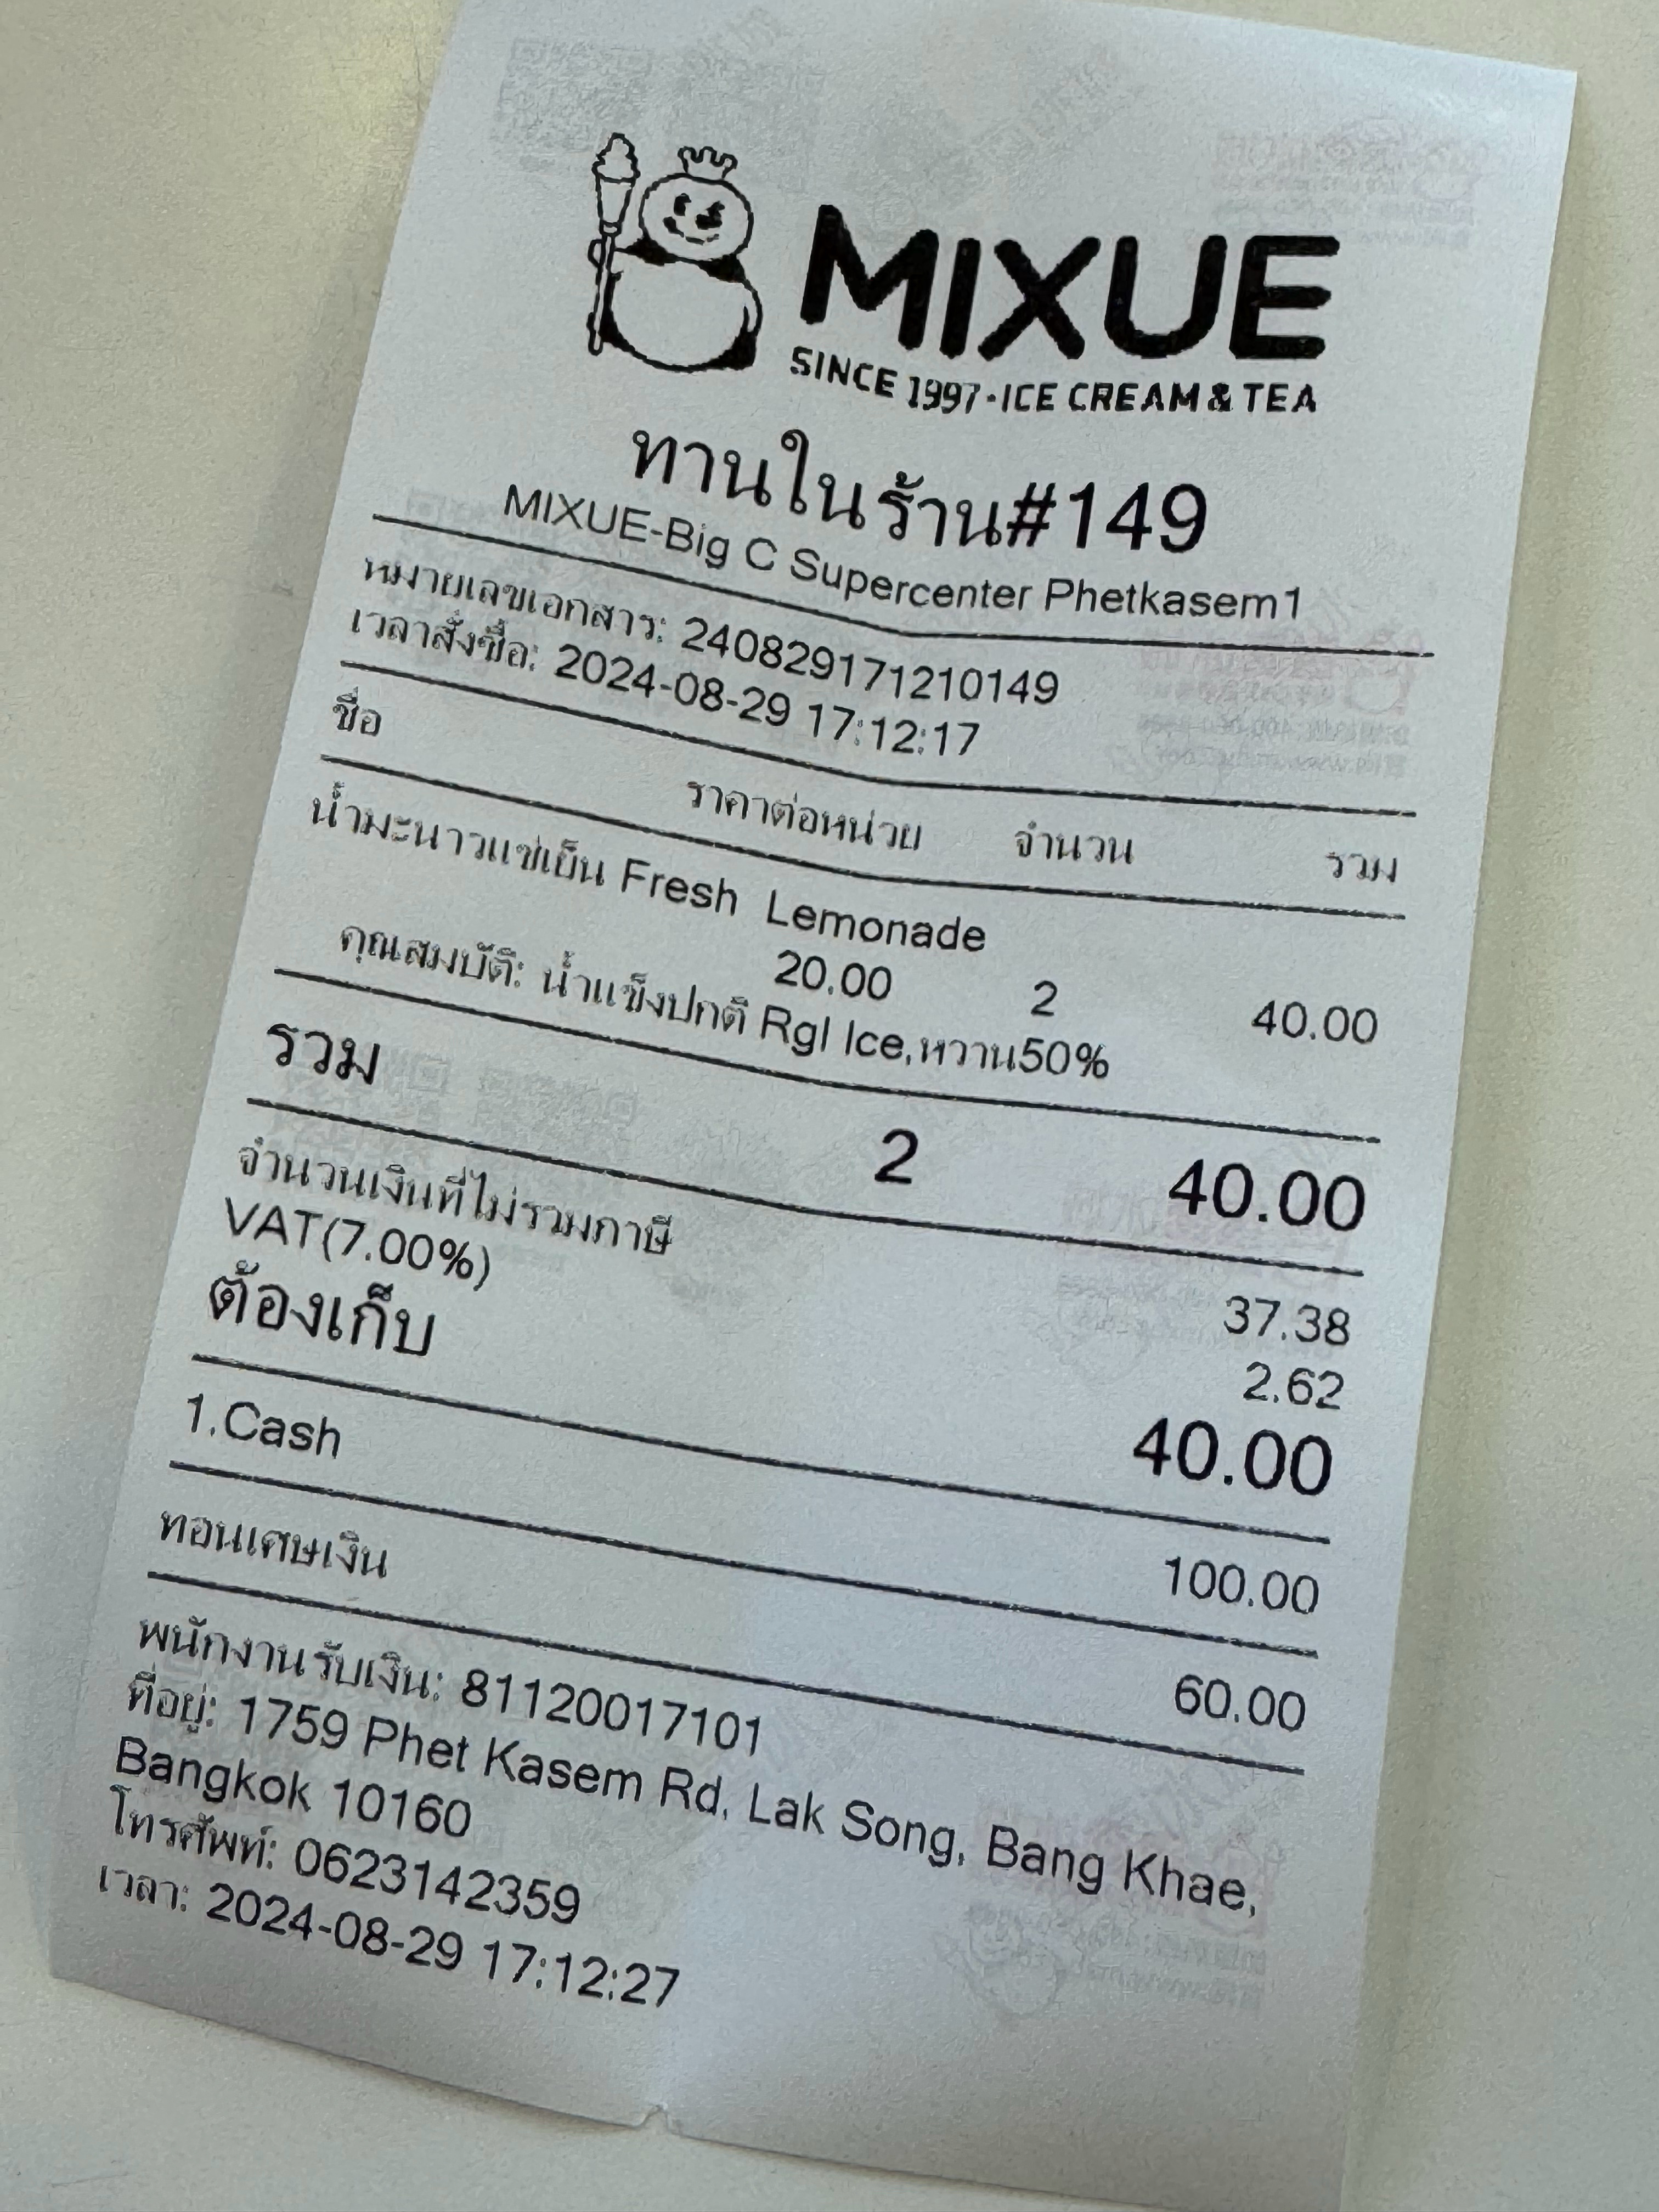 MIXUE
SINCE 1997·ICE CREAM & TEA
ทานในร้าน#149
MIXUE-Big C Supercenter Phetkasem1
หมายเลขเอกสาร: 240829171210149
เวลาสั่งซื้อ: 2024-08-29 17:12:17
ชื่อ ราคาต่อหน่วย จำนวน รวม
น้ำมะนาวแช่เย็น Fresh Lemonade
20.00 2 40.00
คุณสมบัติ: น้ำแข็งปกติ Rgl Ice,หวาน50%
รวม 2 40.00
จำนวนเงินที่ไม่รวมภาษี 37.38
VAT(7.00%) 2.62
ต้องเก็บ 40.00
1.Cash 100.00
ทอนเศษเงิน 60.00
พนักงานรับเงิน: 81120017101
ที่อยู่: 1759 Phet Kasem Rd, Lak Song, Bang Khae,
Bangkok 10160
โทรศัพท์: 0623142359
เวลา: 2024-08-29 17:12:27